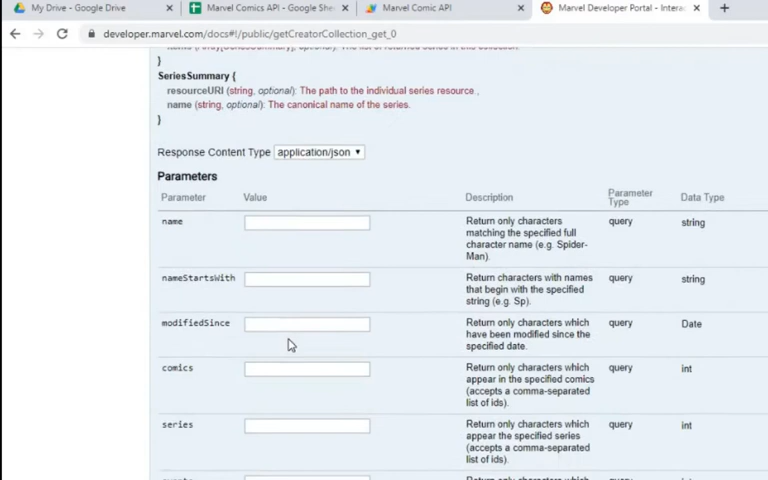 My Drive - Google Drive
Marvel Comics API - Google She
Marvel Comic API
Marvel Developer Portal - Interac
developer.marvel.com/docs#!/public/getCreatorCollection_get_0
}
SeriesSummary {
resourceURI (string, optional): The path to the individual series resource.,
name (string, optional): The canonical name of the series.
}
Response Content Type application/json
Parameters
Parameter Value Description Parameter Type Data Type
name
Return only characters
matching the specified full
character name (e.g. Spider-
Man).
query
string
nameStartsWith
Return characters with names
that begin with the specified
string (e.g. Sp).
query
string
modifiedSince
Return only characters which
have been modified since the
specified date.
query
Date
comics
Return only characters which
appear in the specified comics
(accepts a comma-separated
list of ids).
query
int
series
Return only characters which
appear the specified series
(accepts a comma-separated
list of ids).
query
int